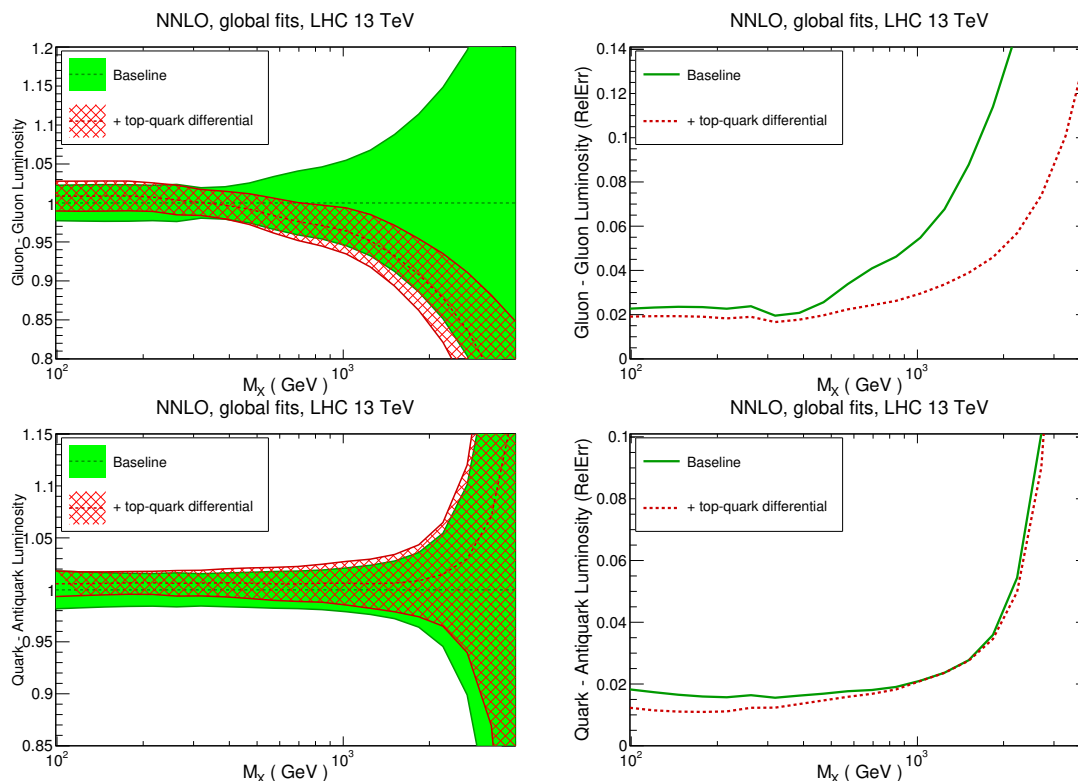 NNLO, global fits, LHC 13 TeV
Gluon - Gluon Luminosity
1.2
1.15
1.1
1.05
1
0.95
0.9
0.85
0.8
Baseline
+ top-quark differential
10²
10³
M_X ( GeV )
NNLO, global fits, LHC 13 TeV
Gluon - Gluon Luminosity (RelErr)
0.14
0.12
0.1
0.08
0.06
0.04
0.02
0
Baseline
+ top-quark differential
10²
10³
M_X ( GeV )
NNLO, global fits, LHC 13 TeV
Quark - Antiquark Luminosity
1.15
1.1
1.05
1
0.95
0.9
0.85
Baseline
+ top-quark differential
10²
10³
M_X ( GeV )
NNLO, global fits, LHC 13 TeV
Quark - Antiquark Luminosity (RelErr)
0.1
0.08
0.06
0.04
0.02
0
Baseline
+ top-quark differential
10²
10³
M_X ( GeV )